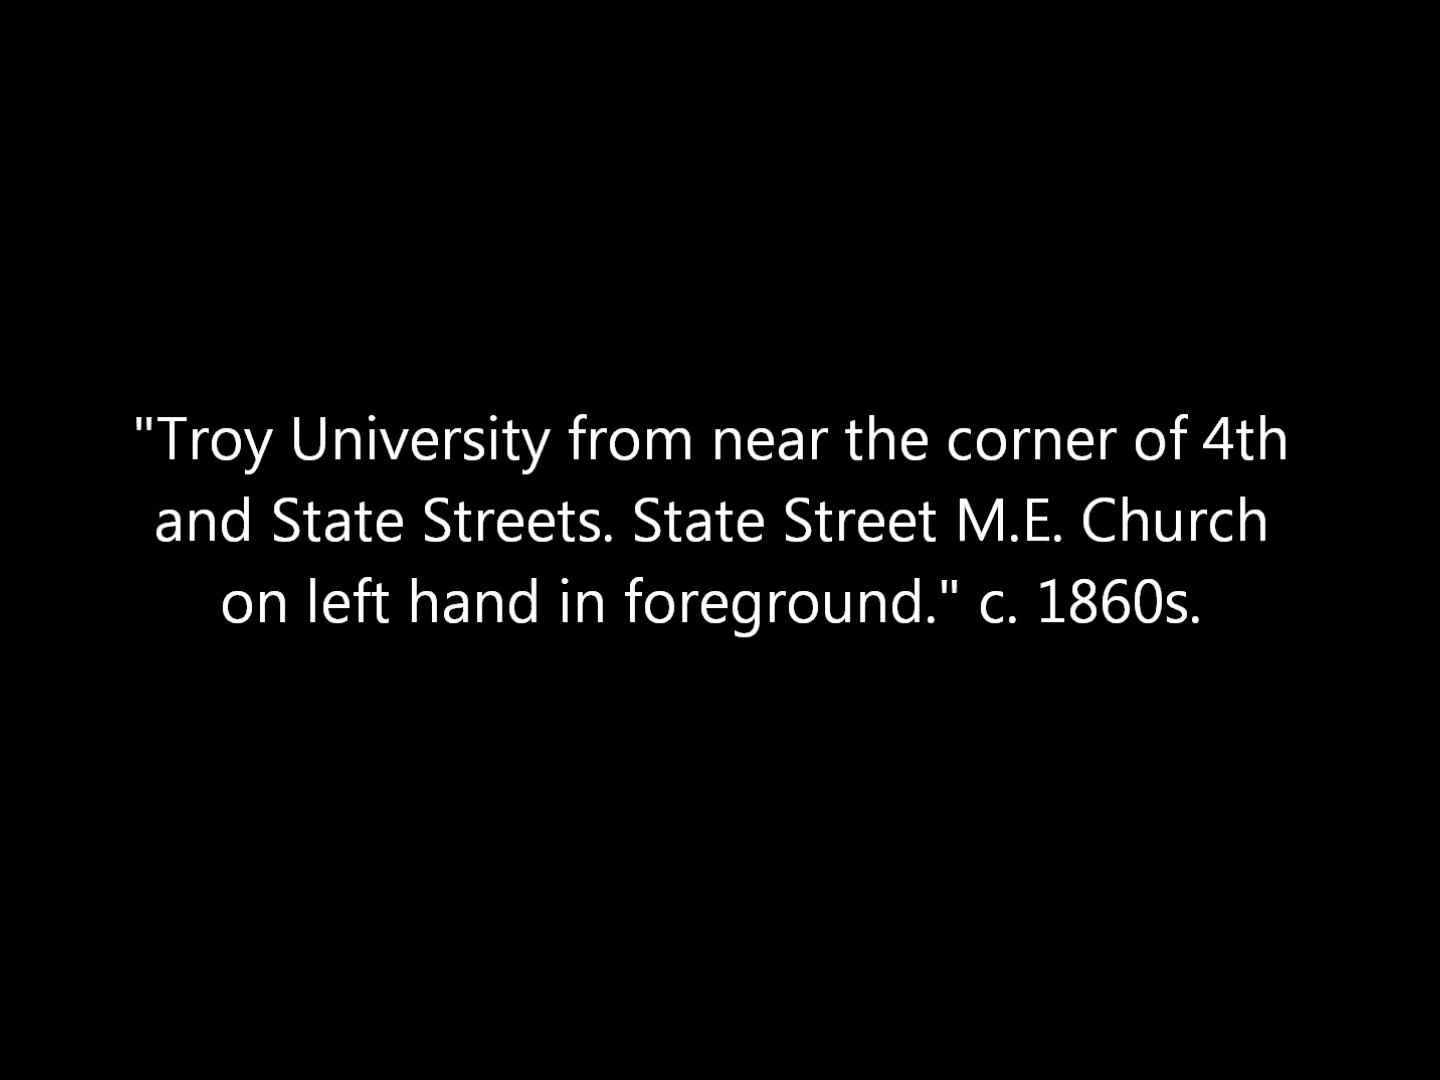 "Troy University from near the corner of 4th
and State Streets. State Street M.E. Church
on left hand in foreground." c. 1860s.